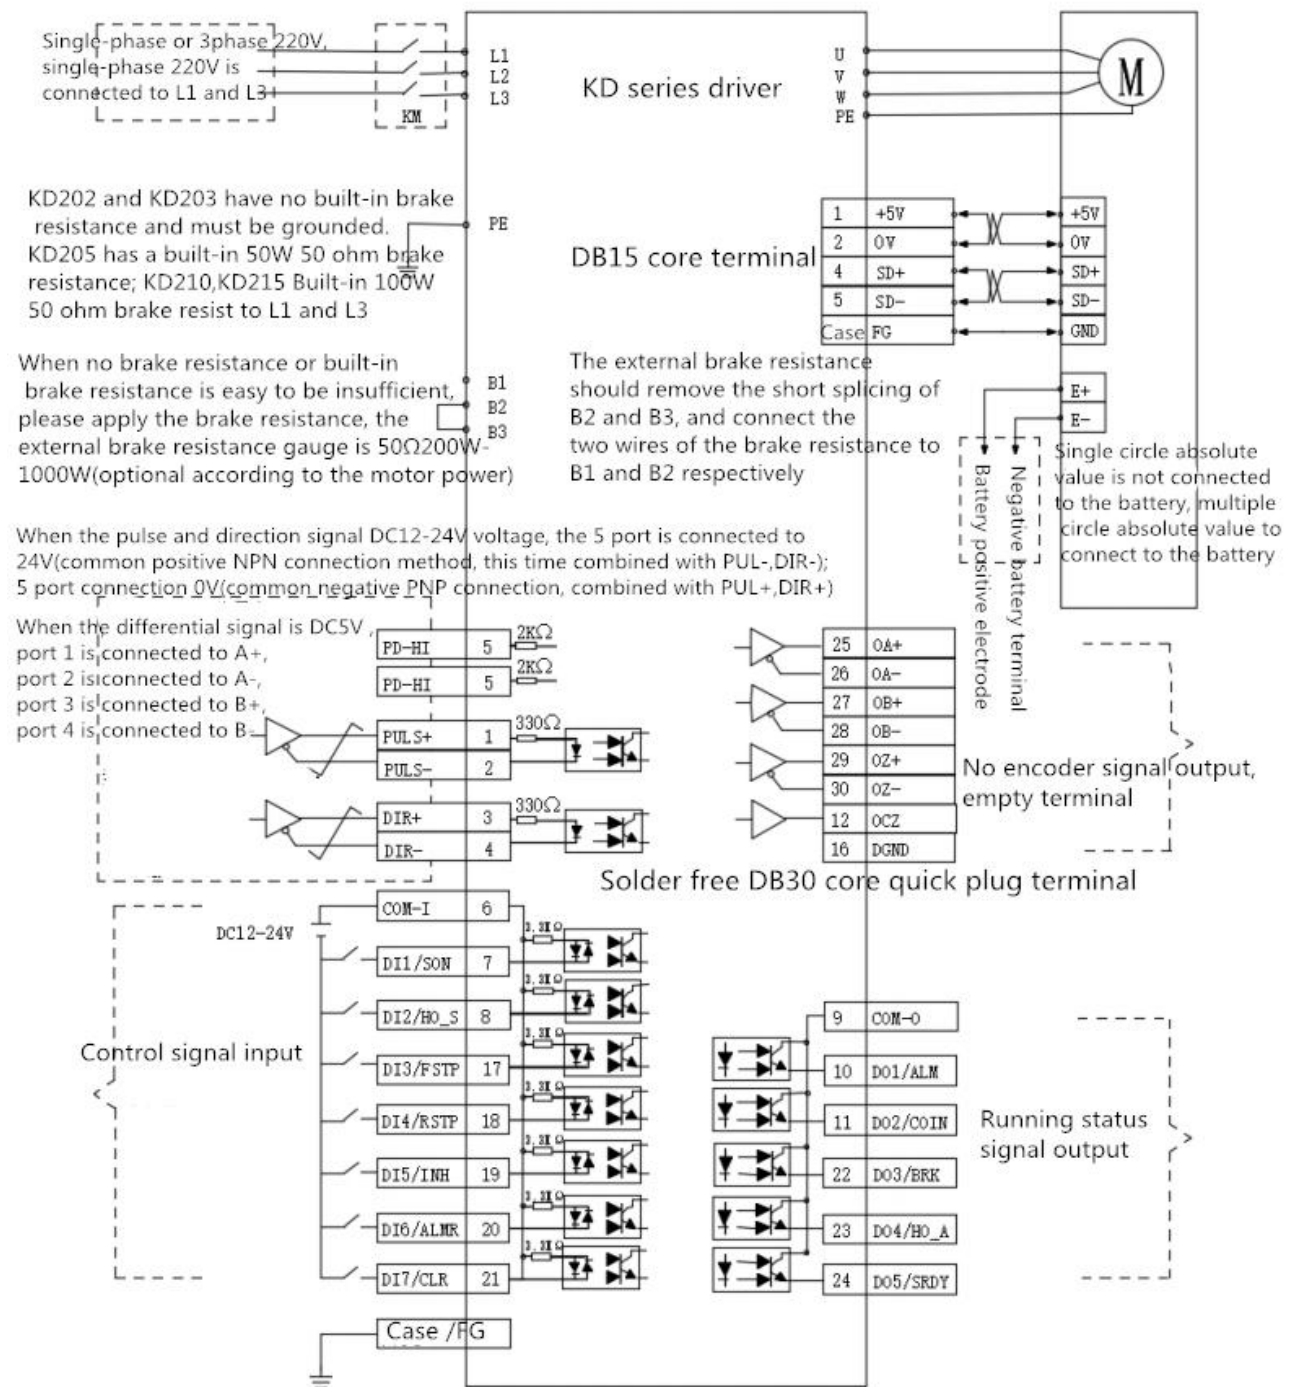 Single-phase or 3phase 220V,
single-phase 220V is
connected to L1 and L3
KM
L1
L2
L3
KD series driver
U
V
W
PE
M
KD202 and KD203 have no built-in brake
resistance and must be grounded.
KD205 has a built-in 50W 50 ohm brake
resistance; KD210,KD215 Built-in 100W
50 ohm brake resist to L1 and L3
PE
DB15 core terminal
1 +5V
2 0V
4 SD+
5 SD-
Case FG
+5V
0V
SD+
SD-
GND
E+
E-
When no brake resistance or built-in
brake resistance is easy to be insufficient,
please apply the brake resistance, the
external brake resistance gauge is 50Ω200W-
1000W(optional according to the motor power)
B1
B2
B3
The external brake resistance
should remove the short splicing of
B2 and B3, and connect the
two wires of the brake resistance to
B1 and B2 respectively
Battery positive electrode
Negative battery terminal
Single circle absolute
value is not connected
to the battery, multiple
circle absolute value to
connect to the battery
When the pulse and direction signal DC12-24V voltage, the 5 port is connected to
24V(common positive NPN connection method, this time combined with PUL-,DIR-);
5 port connection 0V(common negative PNP connection, combined with PUL+,DIR+)
When the differential signal is DC5V ,
port 1 is connected to A+,
port 2 is connected to A-,
port 3 is connected to B+,
port 4 is connected to B-
PD-HI 5 2KΩ
PD-HI 5 2KΩ
PULS+ 1 330Ω
PULS- 2
DIR+ 3 330Ω
DIR- 4
25 OA+
26 OA-
27 OB+
28 OB-
29 OZ+
30 OZ-
12 OCZ
16 DGND
No encoder signal output,
empty terminal
Solder free DB30 core quick plug terminal
COM-I 6
DC12-24V
3.3KΩ
DI1/SON 7
3.3KΩ
DI2/HO_S 8
3.3KΩ
DI3/FSTP 17
3.3KΩ
DI4/RSTP 18
3.3KΩ
DI5/INH 19
3.3KΩ
DI6/ALMR 20
3.3KΩ
DI7/CLR 21
Control signal input
Case /FG
9 COM-O
10 DO1/ALM
11 DO2/COIN
22 DO3/BRK
23 DO4/HO_A
24 DO5/SRDY
Running status
signal output